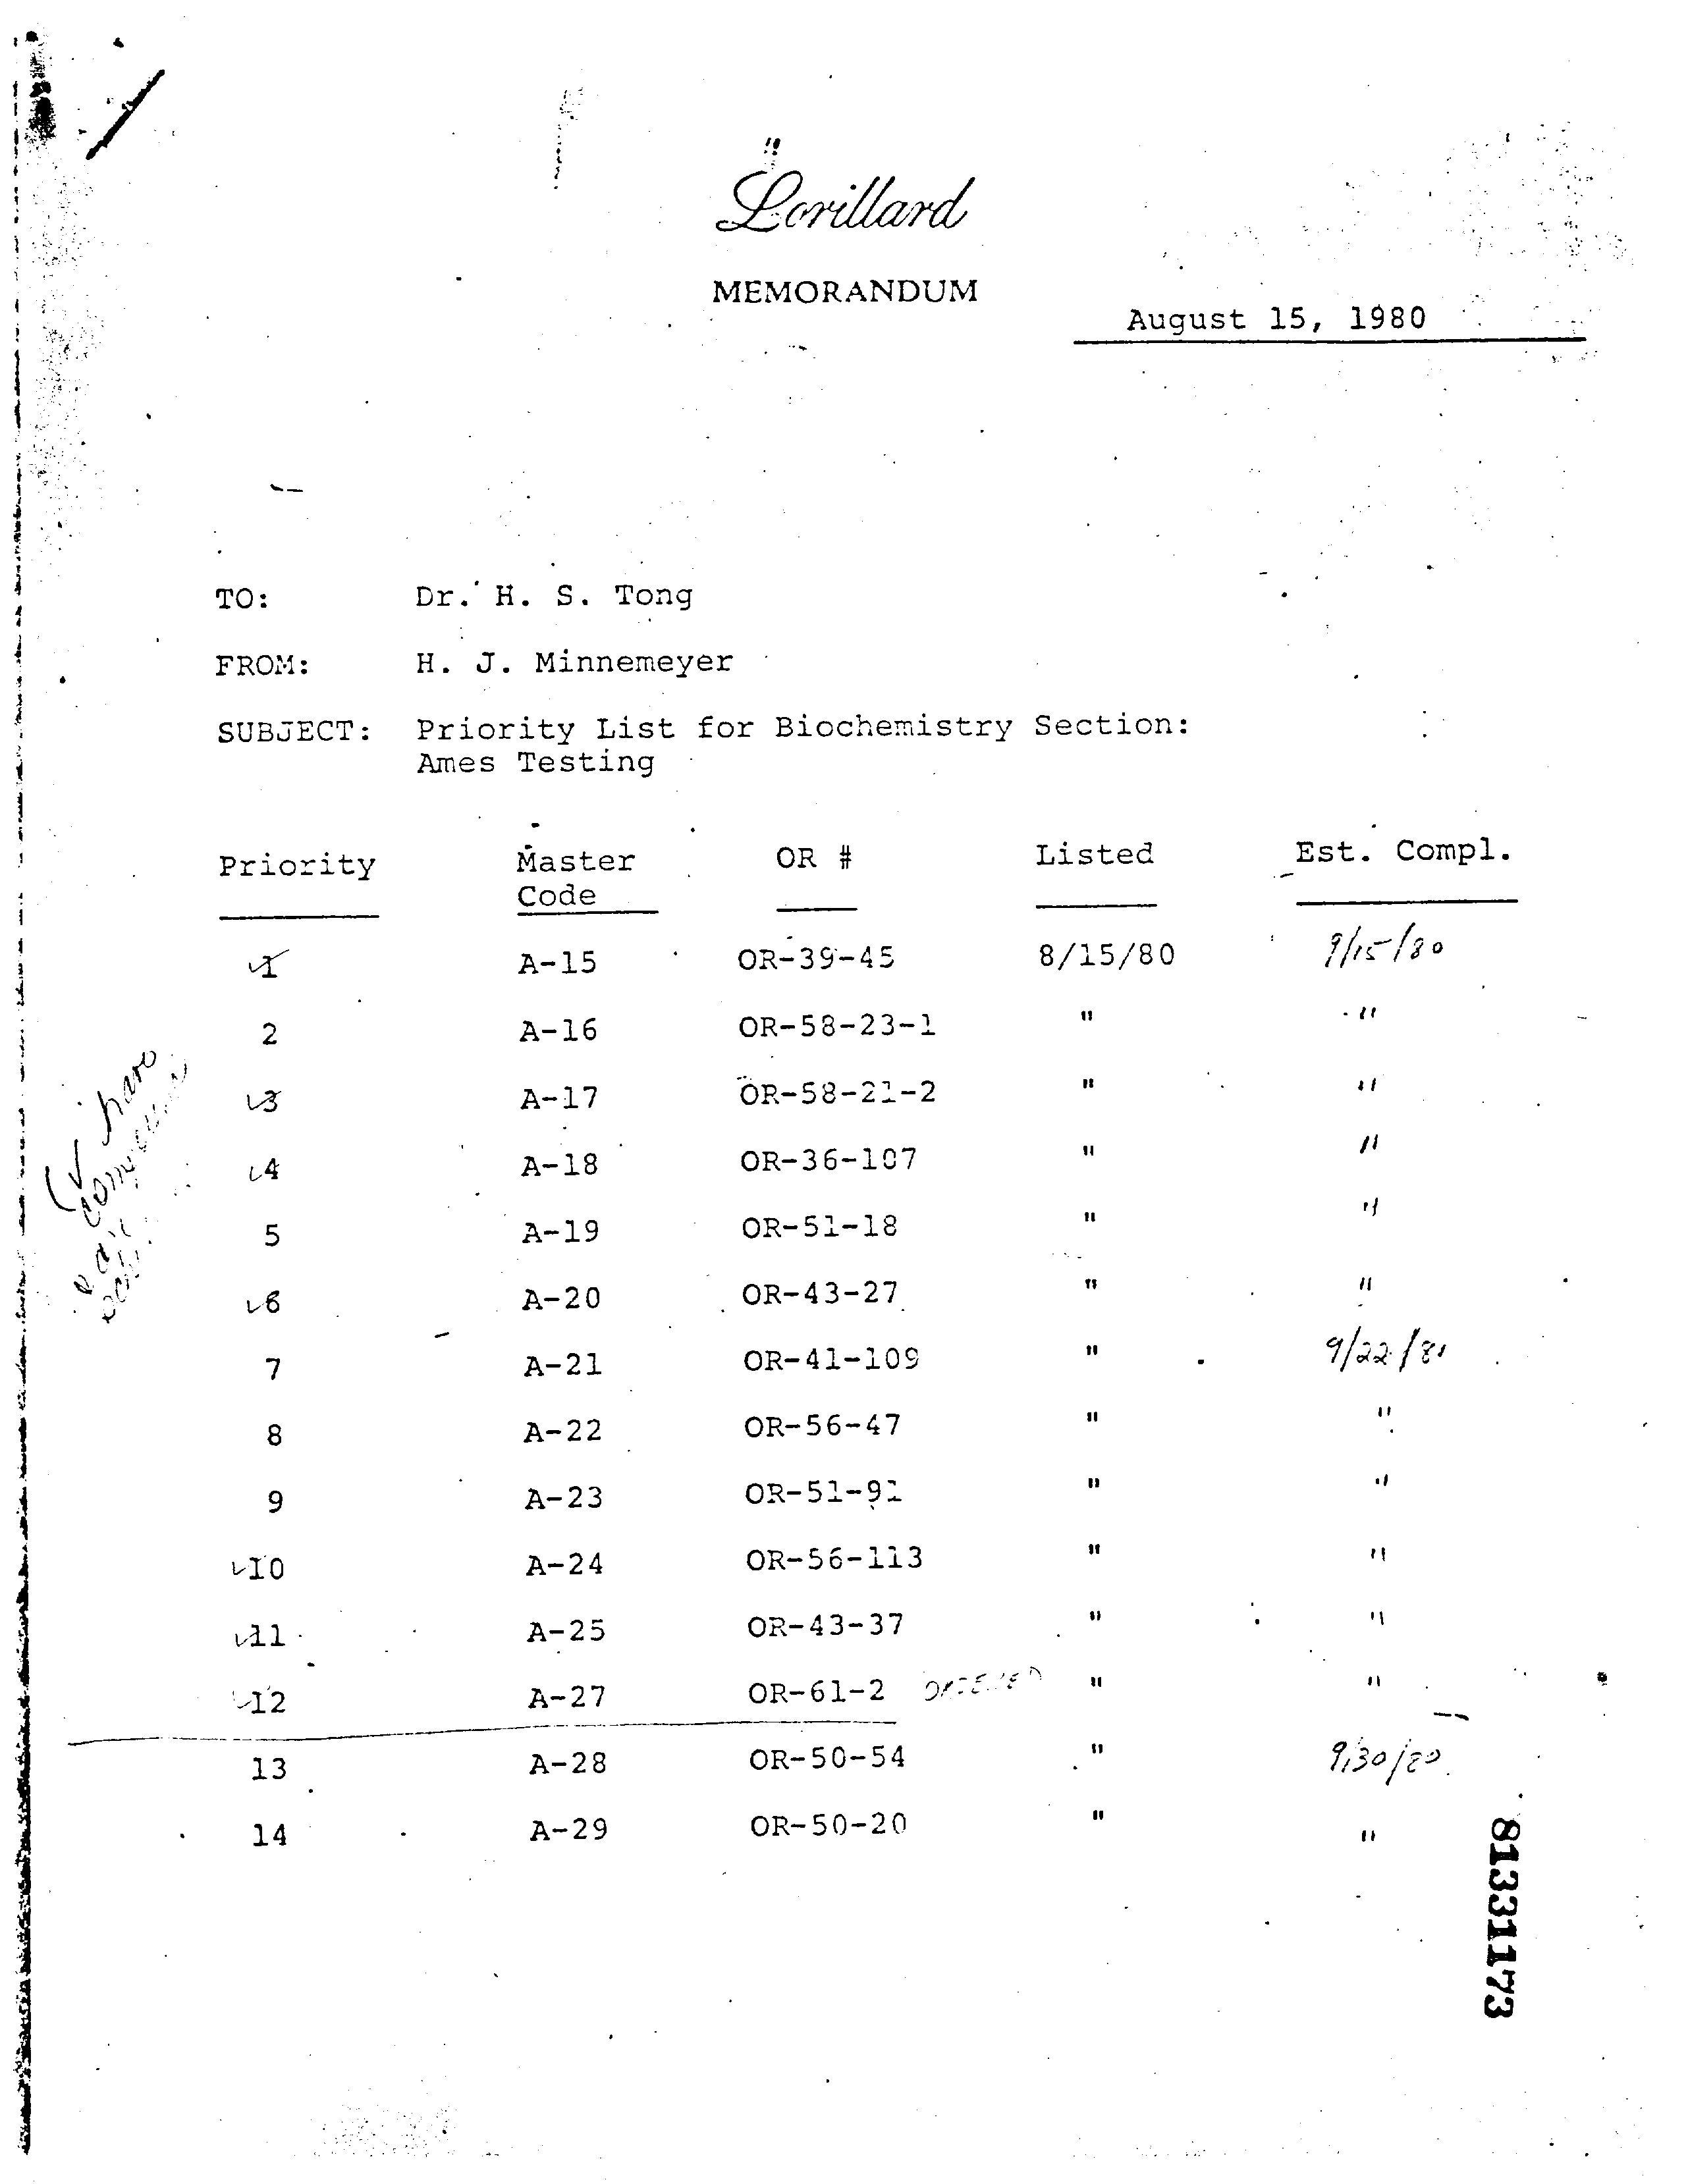 Lorillard
MEMORANDUM
August 15, 1980
TO: Dr. H. S. Tong
FROM: H. J. Minnemeyer
SUBJECT: Priority List for Biochemistry Section:
Ames Testing
Priority Master OR # Listed Est. Compl.
Code
✓1 A-15 OR-39-45 8/15/80 9/15/80
2 A-16 OR-58-23-1 " "
✓3 A-17 OR-58-21-2 " "
✓4 A-18 OR-36-107 " "
5 A-19 OR-51-18 " "
✓6 A-20 OR-43-27 " "
7 A-21 OR-41-109 " 9/22/80
8 A-22 OR-56-47 " "
9 A-23 OR-51-91 " "
✓10 A-24 OR-56-113 " "
✓11 A-25 OR-43-37 " "
✓12 A-27 OR-61-2 " "
13 A-28 OR-50-54 " 9/30/80
14 A-29 OR-50-20 " "
✓ have
81331173